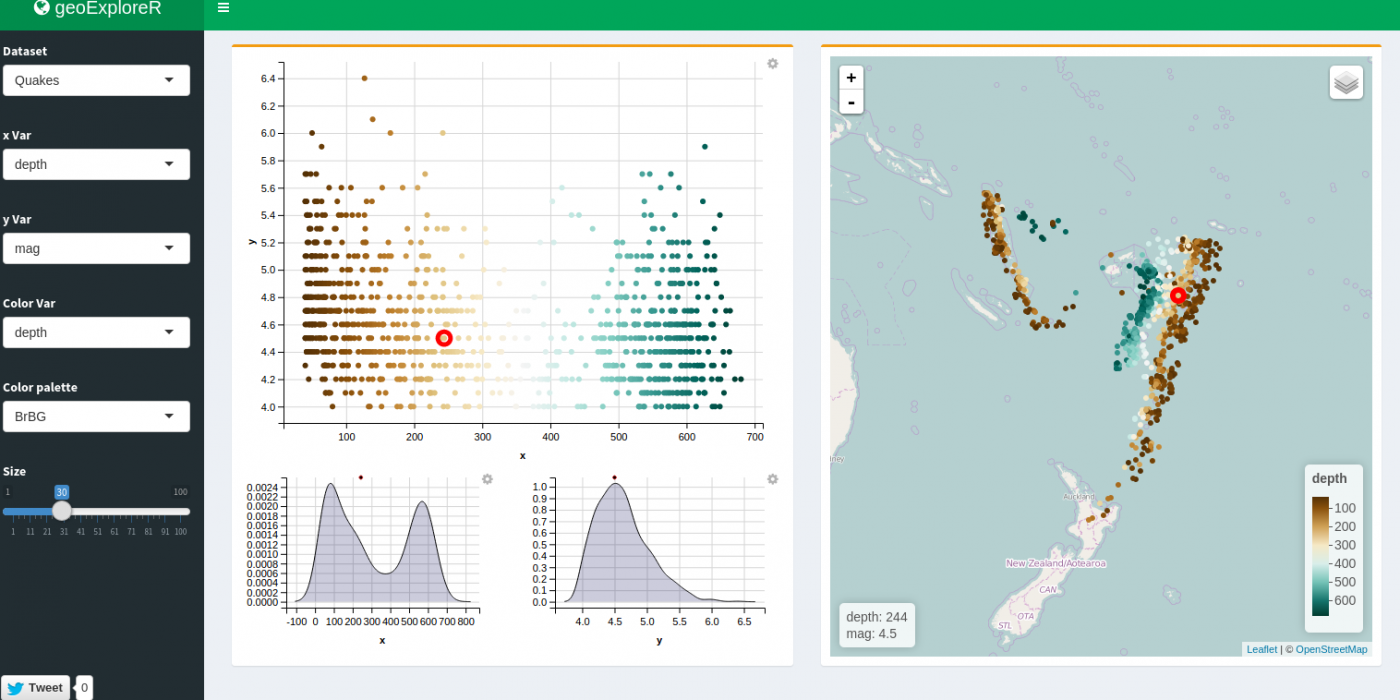 geoExploreR
Dataset
Quakes
x Var
depth
y Var
mag
Color Var
depth
Color palette
BrBG
Size
1 30 100
1 11 21 31 41 51 61 71 81 91 100
Tweet 0
6.4
6.2
6.0
5.8
5.6
5.4
5.2
5.0
4.8
4.6
4.4
4.2
4.0
y
100 200 300 400 500 600 700
x
0.0024
0.0022
0.0020
0.0018
0.0016
0.0014
0.0012
0.0010
0.0008
0.0006
0.0004
0.0002
0.0000
-100 0 100 200 300 400 500 600 700 800
x
1.0
0.9
0.8
0.7
0.6
0.5
0.4
0.3
0.2
0.1
0.0
4.0 4.5 5.0 5.5 6.0 6.5
y
+
-
ney
Auckland
New Zealand/Aotearoa
CAN
OTA
STL
depth: 244
mag: 4.5
depth
100
200
300
400
500
600
Leaflet | © OpenStreetMap